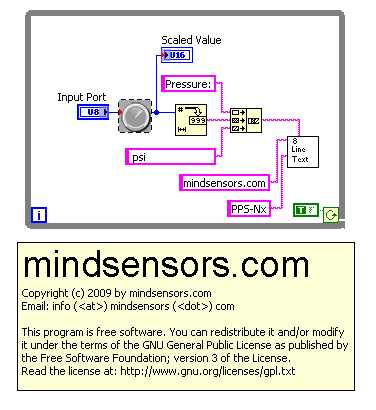 Scaled Value
U16
Pressure:
Input Port
U8
#
999
psi
8
Line
Text
mindsensors.com
PPS-Nx
i
T F
mindsensors.com
Copyright (c) 2009 by mindsensors.com
Email: info (<at>) mindsensors (<dot>) com
This program is free software. You can redistribute it and/or modify
it under the terms of the GNU General Public License as published by
the Free Software Foundation; version 3 of the License.
Read the license at: http://www.gnu.org/licenses/gpl.txt